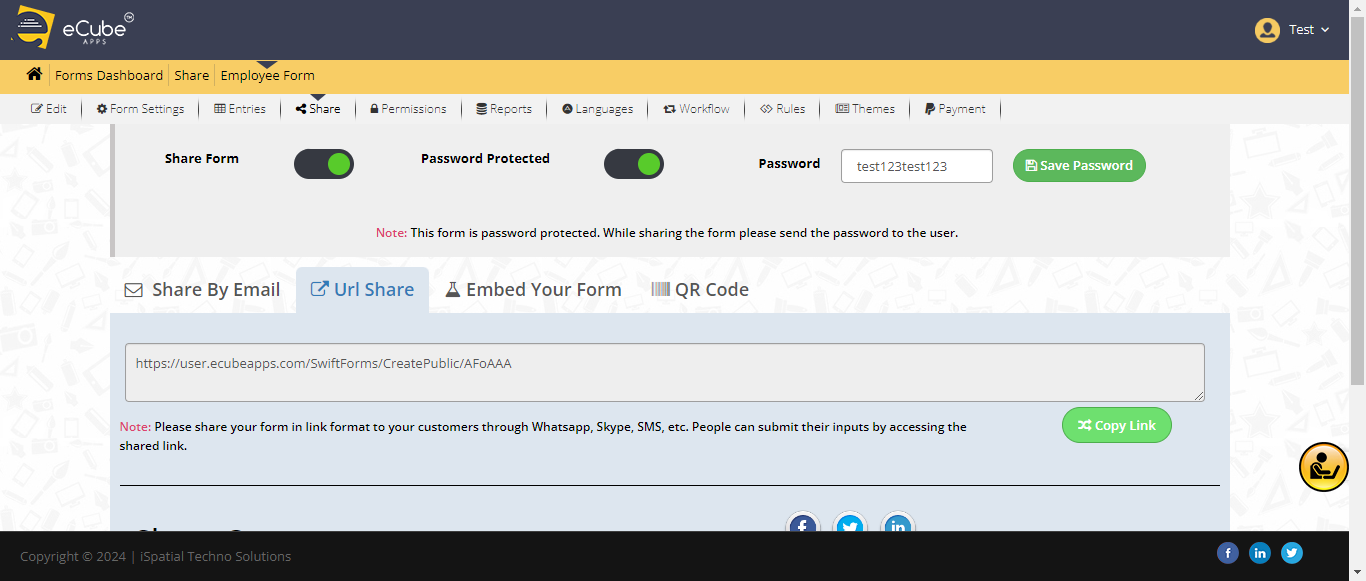 eCube TM
APPS
Test
Forms Dashboard Share Employee Form
Edit Form Settings Entries Share Permissions Reports Languages Workflow Rules Themes Payment
Share Form Password Protected Password test123test123 Save Password
Note: This form is password protected. While sharing the form please send the password to the user.
Share By Email Url Share Embed Your Form QR Code
https://user.ecubeapps.com/SwiftForms/CreatePublic/AFoAAA
Note: Please share your form in link format to your customers through Whatsapp, Skype, SMS, etc. People can submit their inputs by accessing the
shared link.
Copy Link
f in
Copyright © 2024 | iSpatial Techno Solutions
f in